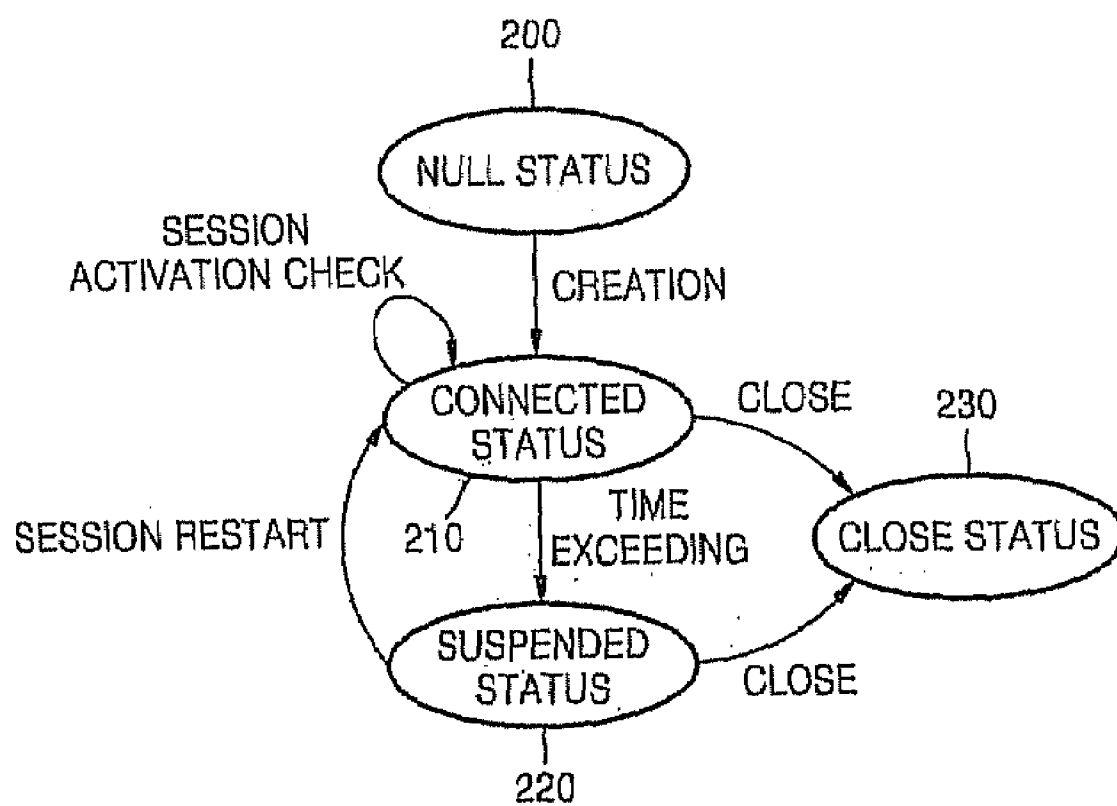 200
NULL STATUS
SESSION
ACTIVATION CHECK
CREATION
CONNECTED
STATUS
CLOSE
230
210
TIME
EXCEEDING
SESSION RESTART
CLOSE STATUS
SUSPENDED
STATUS
CLOSE
220